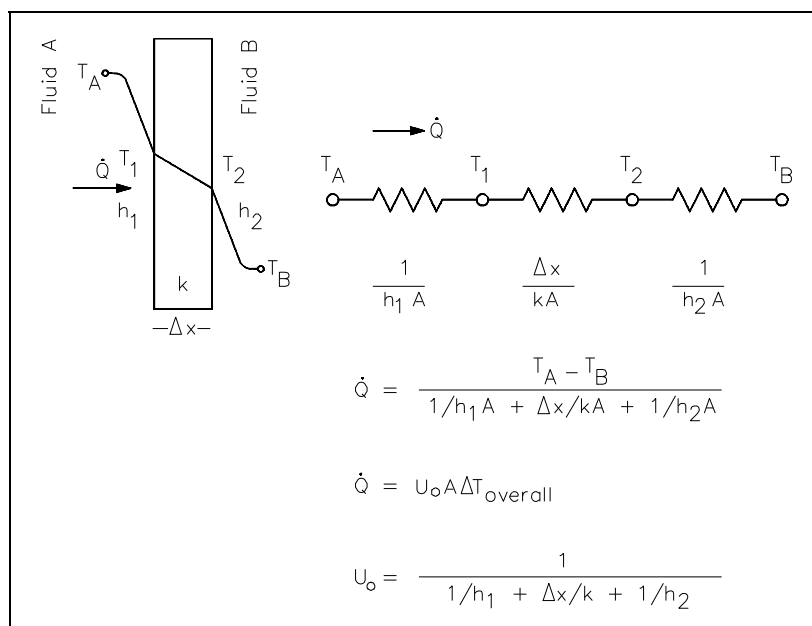 Fluid A
Fluid B
T_A
Q̇
T_1
T_2
h_1
h_2
k
T_B
Δx
Q̇
T_A T_1 T_2 T_B
1/h_1 A Δx/kA 1/h_2 A
Q̇ = (T_A – T_B)/(1/h_1A + Δx/kA + 1/h_2A)
Q̇ = U_o A ΔT_overall
U_o = 1/(1/h_1 + Δx/k + 1/h_2)